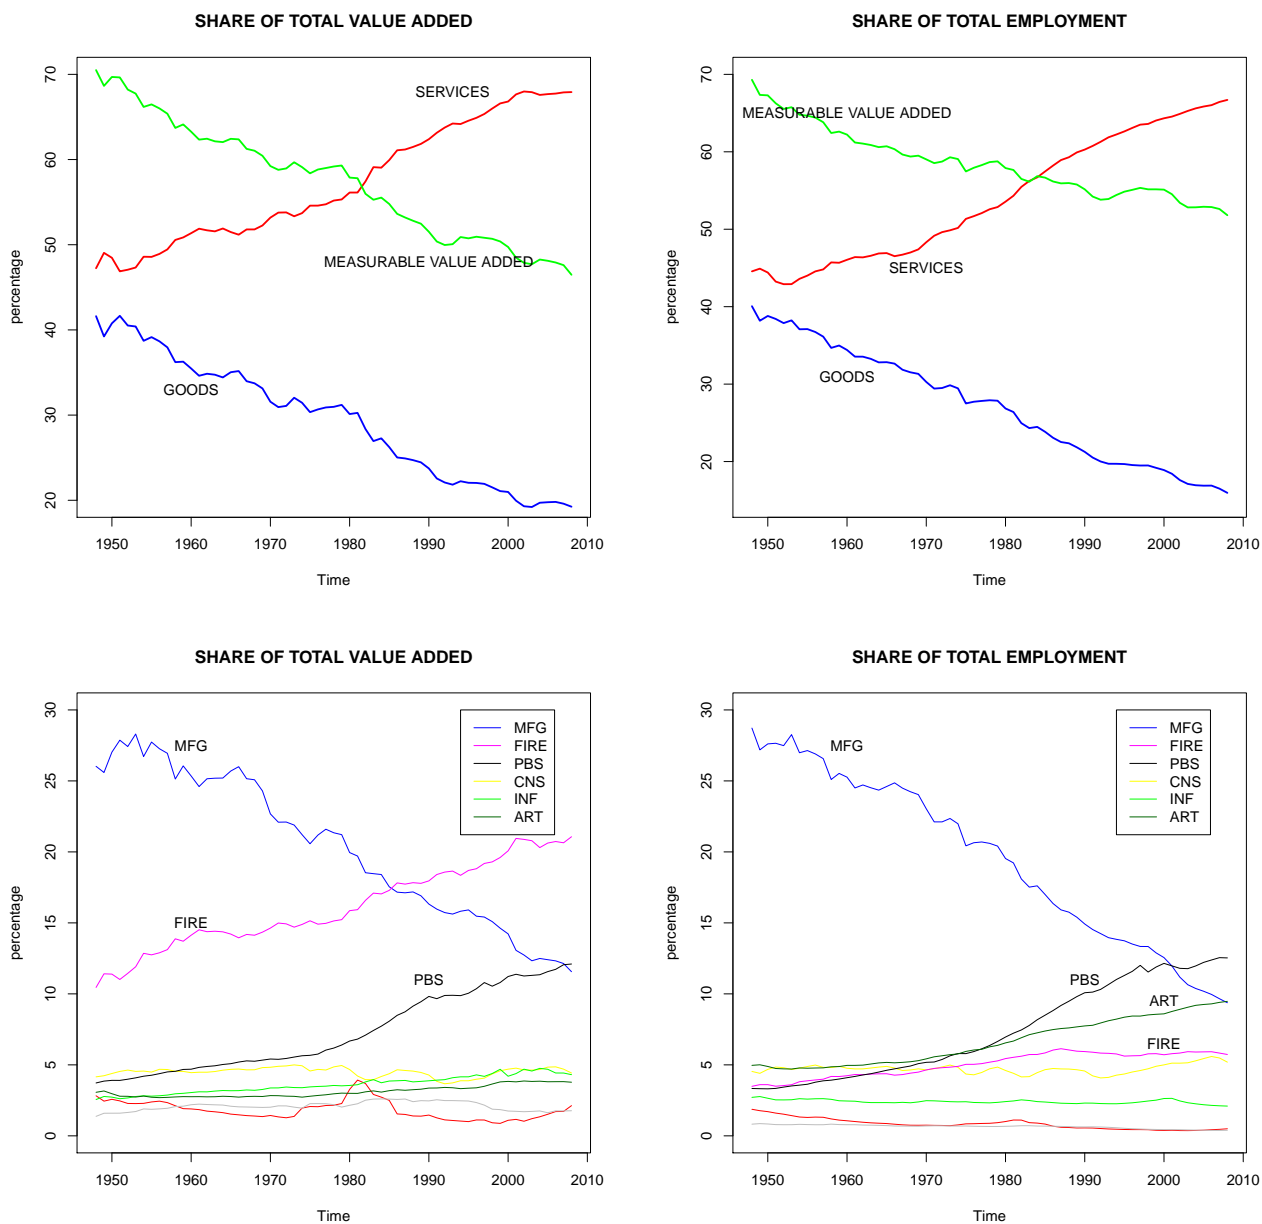 SHARE OF TOTAL VALUE ADDED
percentage
70
60
50
40
30
20
SERVICES
MEASURABLE VALUE ADDED
GOODS
1950 1960 1970 1980 1990 2000 2010
Time
SHARE OF TOTAL EMPLOYMENT
percentage
70
60
50
40
30
20
MEASURABLE VALUE ADDED
SERVICES
GOODS
1950 1960 1970 1980 1990 2000 2010
Time
SHARE OF TOTAL VALUE ADDED
percentage
30
25
20
15
10
5
0
MFG
FIRE
PBS
MFG
FIRE
PBS
CNS
INF
ART
1950 1960 1970 1980 1990 2000 2010
Time
SHARE OF TOTAL EMPLOYMENT
percentage
30
25
20
15
10
5
0
MFG
PBS
ART
FIRE
MFG
FIRE
PBS
CNS
INF
ART
1950 1960 1970 1980 1990 2000 2010
Time